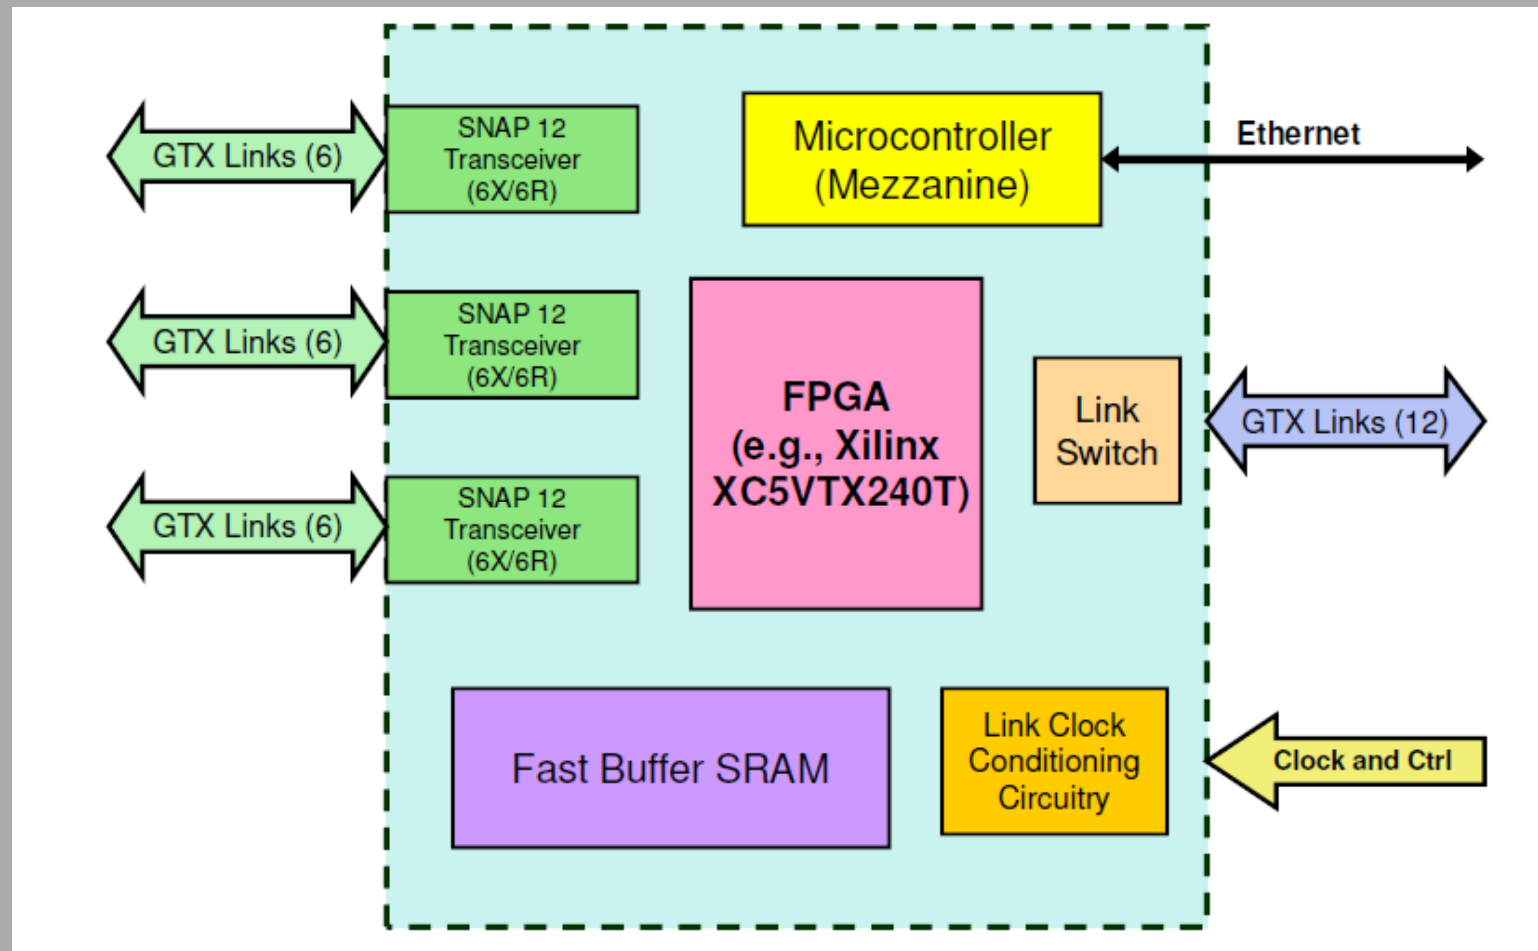 GTX Links (6)
SNAP 12
Transceiver
(6X/6R)
Microcontroller
(Mezzanine)
Ethernet
GTX Links (6)
SNAP 12
Transceiver
(6X/6R)
FPGA
(e.g., Xilinx
XC5VTX240T)
Link
Switch
GTX Links (12)
GTX Links (6)
SNAP 12
Transceiver
(6X/6R)
Fast Buffer SRAM
Link Clock
Conditioning
Circuitry
Clock and Ctrl